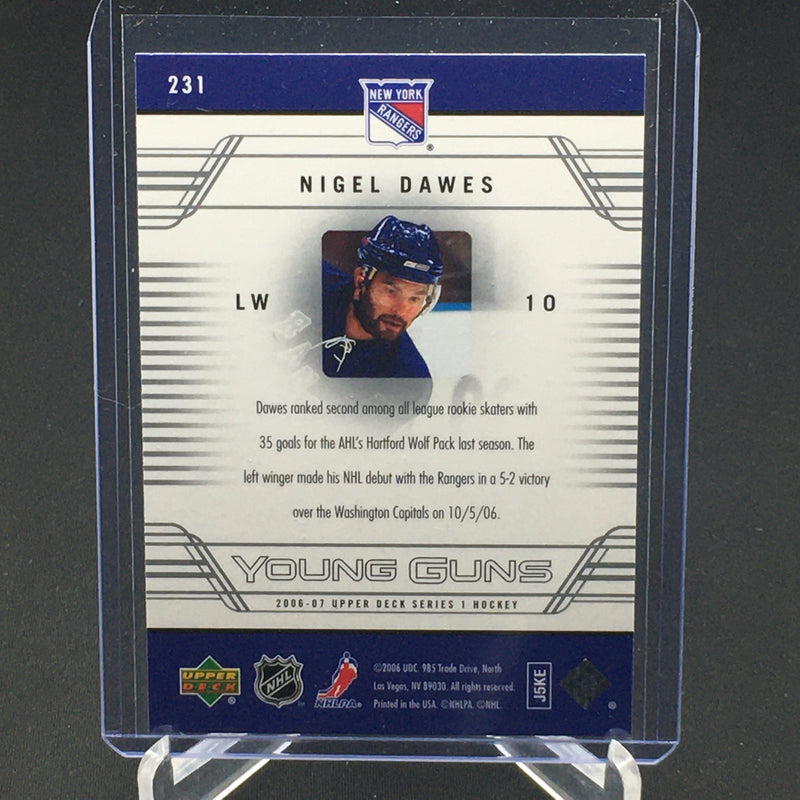 231
NEW YORK
RANGERS
®
NIGEL DAWES
LW
10
Dawes ranked second among all league rookie skaters with
35 goals for the AHL's Hartford Wolf Pack last season. The
left winger made his NHL debut with the Rangers in a 5-2 victory
over the Washington Capitals on 10/5/06.
YOUNG GUNS
2006-07 UPPER DECK SERIES 1 HOCKEY
UPPER
DECK
®
NHL
NHLPA®
©2006 UDC. 985 Trade Drive, North
Las Vegas, NV 89030. All rights reserved.
Printed in the USA. ©NHLPA. ©NHL.
J5KE
®